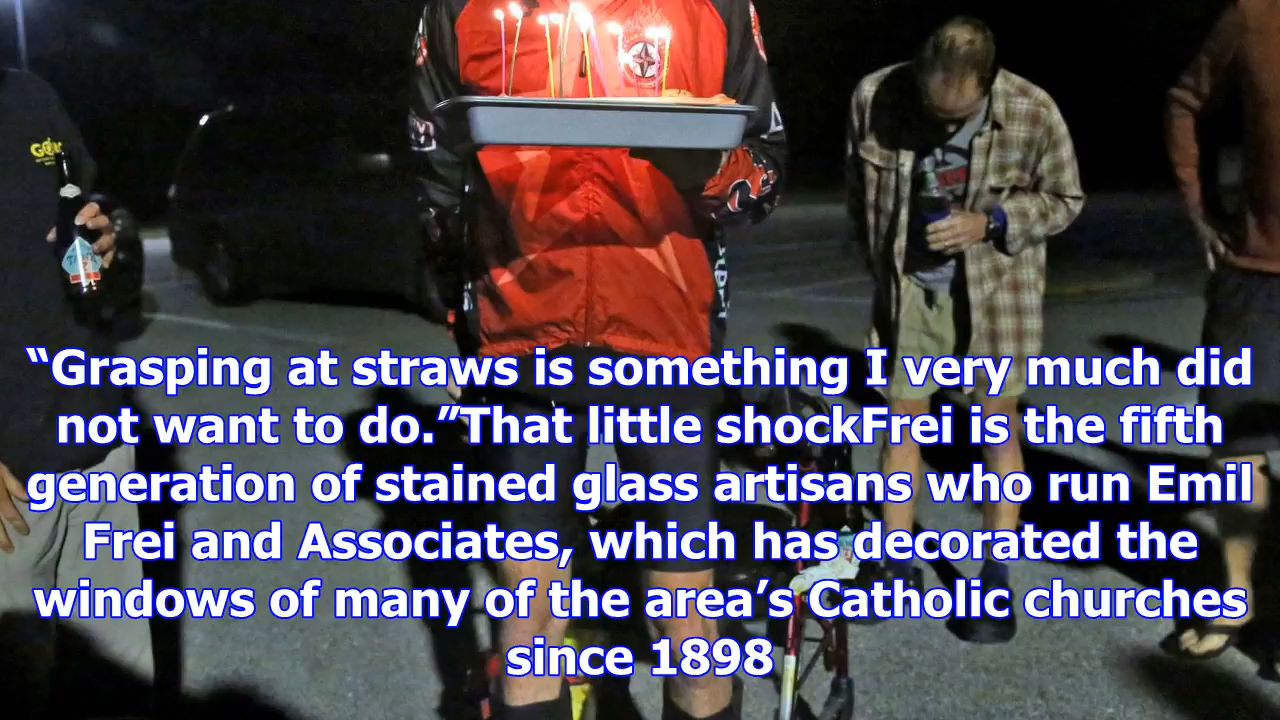 “Grasping at straws is something I very much did
not want to do.”That little shockFrei is the fifth
generation of stained glass artisans who run Emil
Frei and Associates, which has decorated the
windows of many of the area’s Catholic churches
since 1898